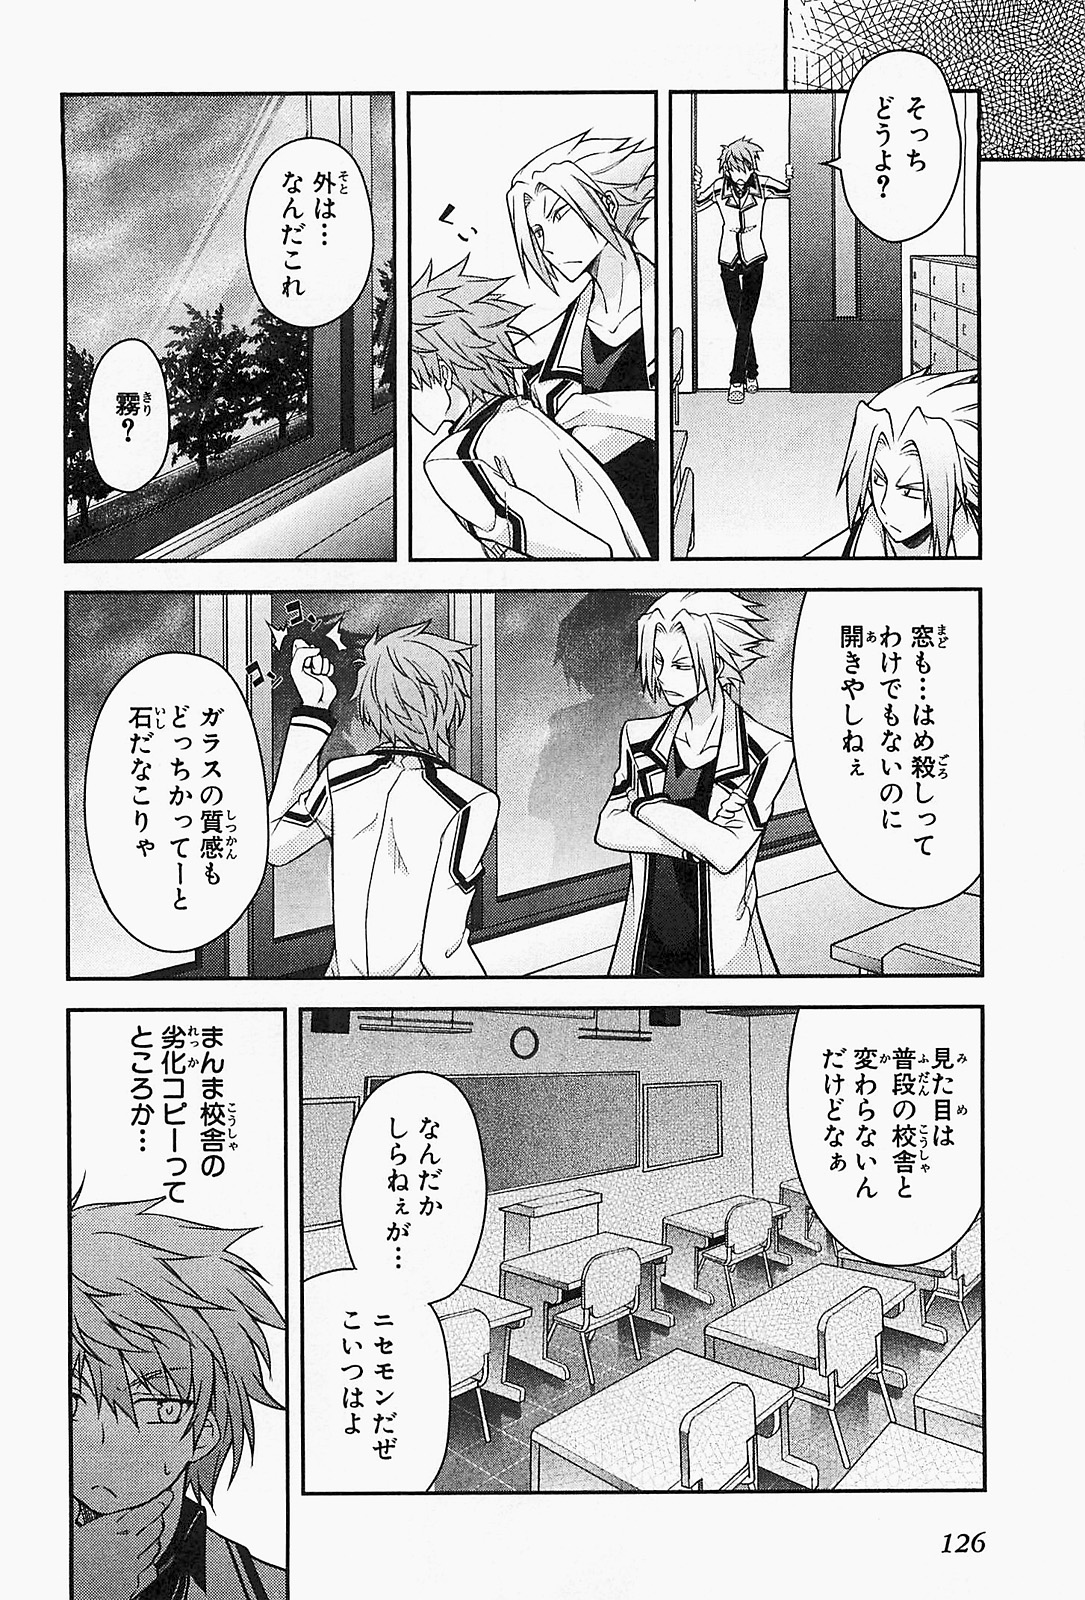 そっち
どうよ？
くい
外は…
なんだこれ
霧？
窓も…はめ殺しって
わけでもないのに
開きやしねぇ
コン
コン
ガラスの質感も
どっちかってーと
石だなこりゃ
見た目は
普段の校舎と
変わらないん
だけどなぁ
なんだか
しらねぇが…
ニセモンだぜ
こいつはよ
まんま校舎の
劣化コピーって
ところか…
126